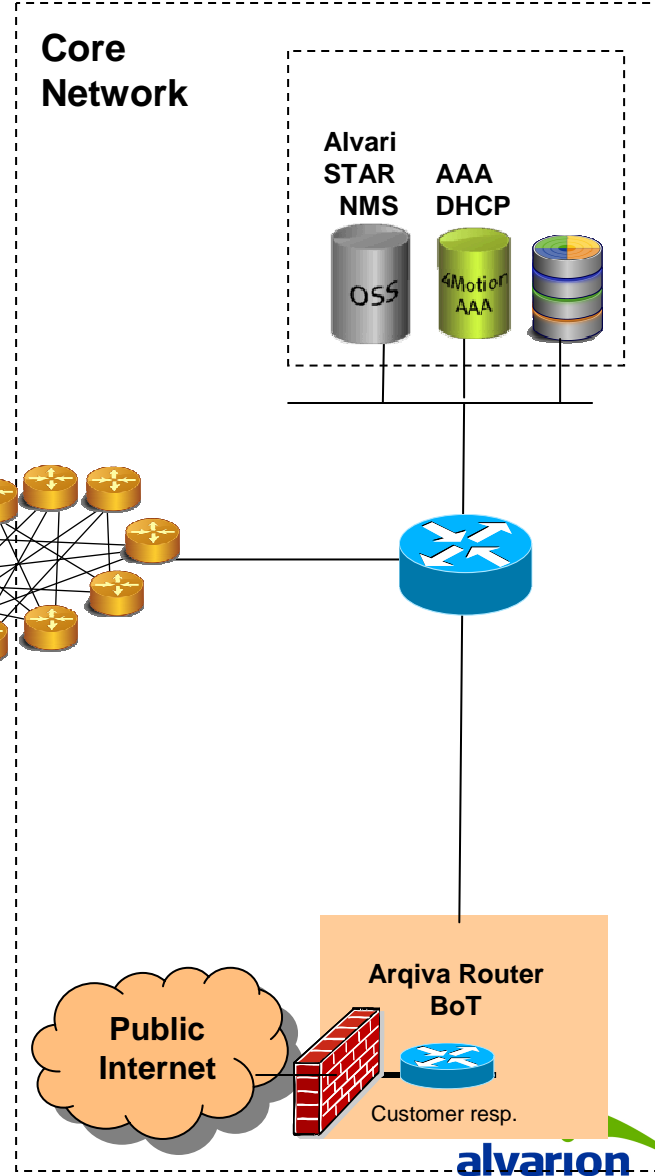 Core
Network
Alvari
STAR
NMS
AAA
DHCP
OSS
4Motion
AAA
Arqiva Router
BoT
Public
Internet
Customer resp.
alvarion